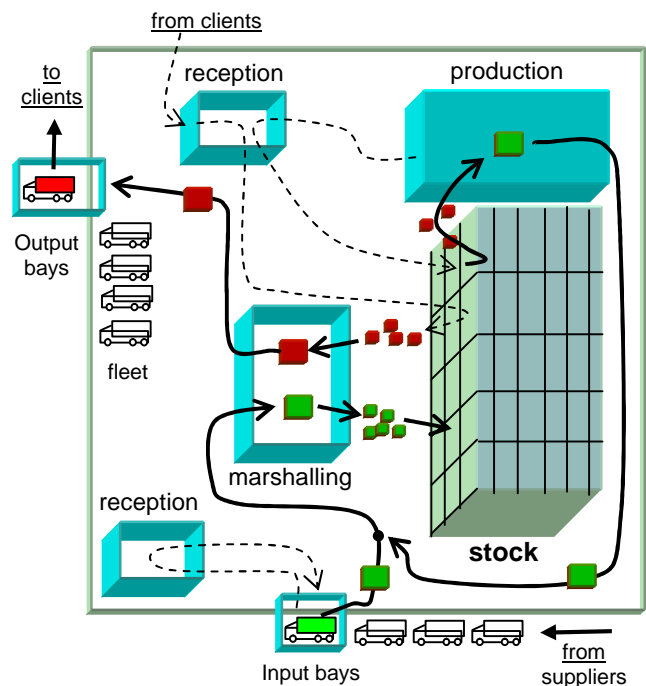 from clients
reception
production
to
clients
Output
bays
fleet
marshalling
reception
stock
Input bays
from
suppliers